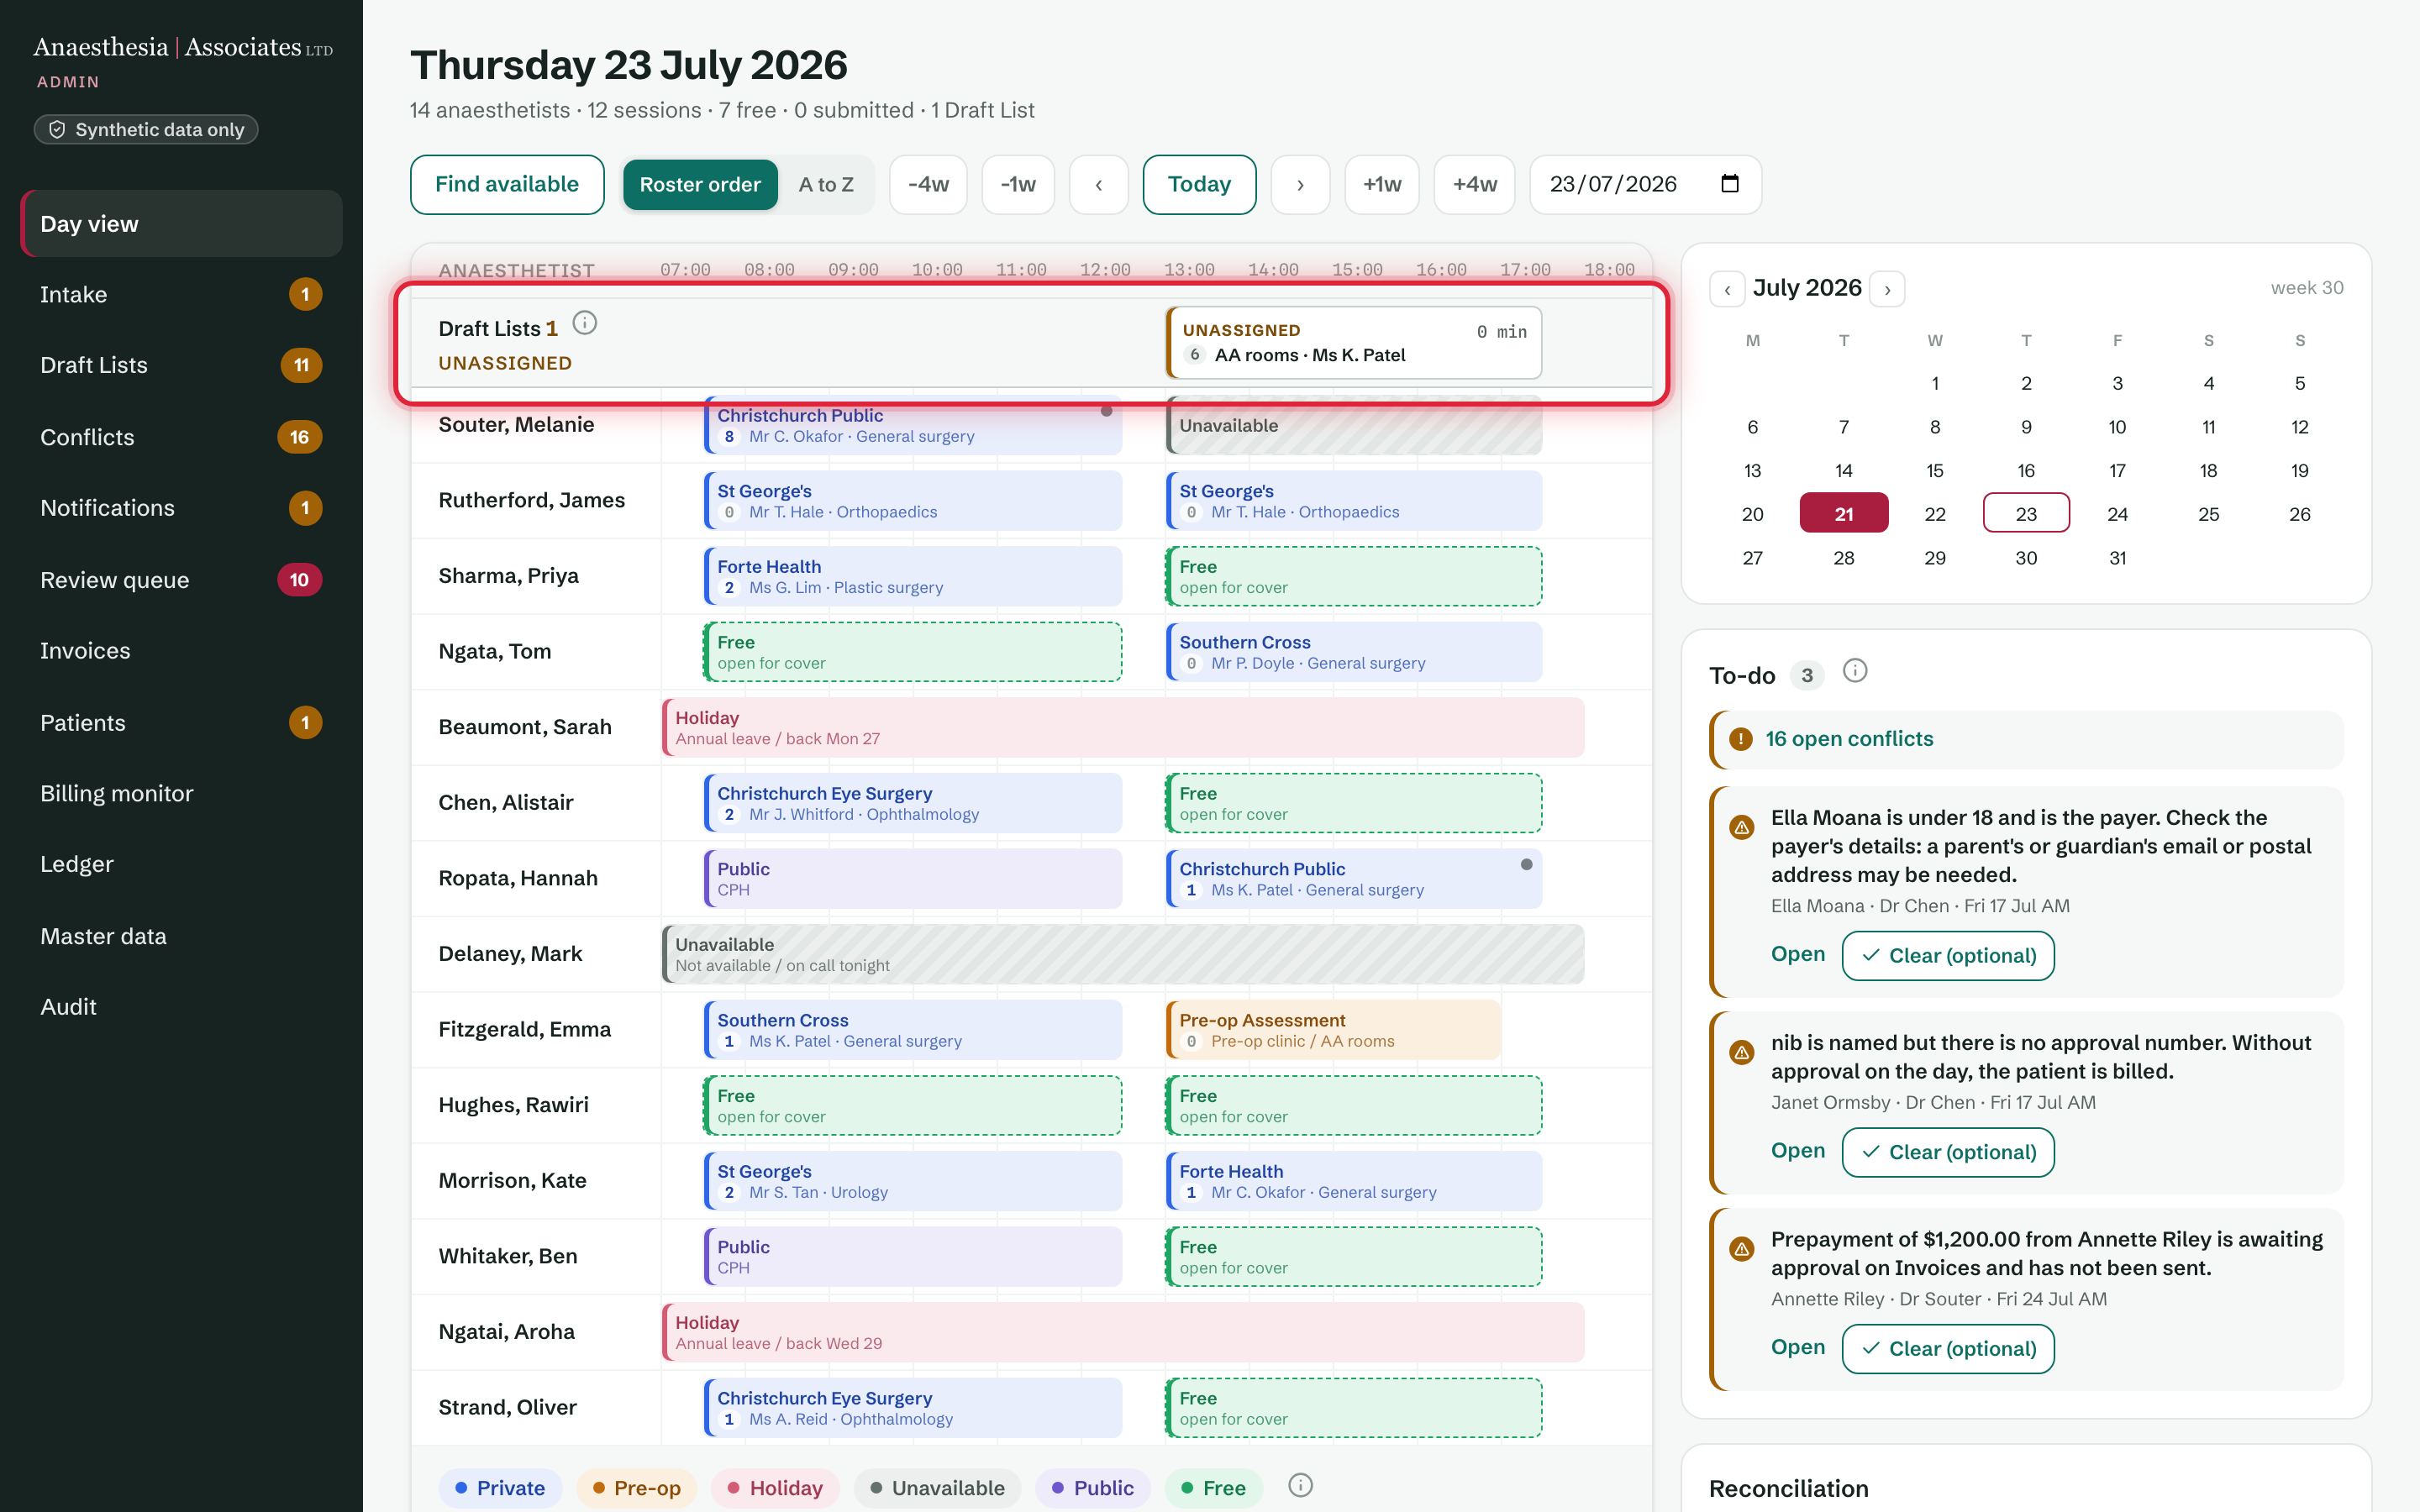 Anaesthesia | Associates LTD
ADMIN
Synthetic data only
Day view
Intake 1
Draft Lists 11
Conflicts 16
Notifications 1
Review queue 10
Invoices
Patients 1
Billing monitor
Ledger
Master data
Audit
Thursday 23 July 2026
14 anaesthetists · 12 sessions · 7 free · 0 submitted · 1 Draft List
Find available Roster order A to Z -4w -1w ‹ Today › +1w +4w 23/07/2026
ANAESTHETIST 07:00 08:00 09:00 10:00 11:00 12:00 13:00 14:00 15:00 16:00 17:00 18:00
Draft Lists 1
UNASSIGNED
UNASSIGNED 0 min
6 AA rooms · Ms K. Patel
Souter, Melanie
Christchurch Public
8 Mr C. Okafor · General surgery
Unavailable
Rutherford, James
St George's
0 Mr T. Hale · Orthopaedics
St George's
0 Mr T. Hale · Orthopaedics
Sharma, Priya
Forte Health
2 Ms G. Lim · Plastic surgery
Free
open for cover
Ngata, Tom
Free
open for cover
Southern Cross
0 Mr P. Doyle · General surgery
Beaumont, Sarah
Holiday
Annual leave / back Mon 27
Chen, Alistair
Christchurch Eye Surgery
2 Mr J. Whitford · Ophthalmology
Free
open for cover
Ropata, Hannah
Public
CPH
Christchurch Public
1 Ms K. Patel · General surgery
Delaney, Mark
Unavailable
Not available / on call tonight
Fitzgerald, Emma
Southern Cross
1 Ms K. Patel · General surgery
Pre-op Assessment
0 Pre-op clinic / AA rooms
Hughes, Rawiri
Free
open for cover
Free
open for cover
Morrison, Kate
St George's
2 Mr S. Tan · Urology
Forte Health
1 Mr C. Okafor · General surgery
Whitaker, Ben
Public
CPH
Free
open for cover
Ngatai, Aroha
Holiday
Annual leave / back Wed 29
Strand, Oliver
Christchurch Eye Surgery
1 Ms A. Reid · Ophthalmology
Free
open for cover
Private Pre-op Holiday Unavailable Public Free
‹ July 2026 › week 30
M T W T F S S
1 2 3 4 5
6 7 8 9 10 11 12
13 14 15 16 17 18 19
20 21 22 23 24 25 26
27 28 29 30 31
To-do 3
16 open conflicts
Ella Moana is under 18 and is the payer. Check the
payer's details: a parent's or guardian's email or postal
address may be needed.
Ella Moana · Dr Chen · Fri 17 Jul AM
Open Clear (optional)
nib is named but there is no approval number. Without
approval on the day, the patient is billed.
Janet Ormsby · Dr Chen · Fri 17 Jul AM
Open Clear (optional)
Prepayment of $1,200.00 from Annette Riley is awaiting
approval on Invoices and has not been sent.
Annette Riley · Dr Souter · Fri 24 Jul AM
Open Clear (optional)
Reconciliation